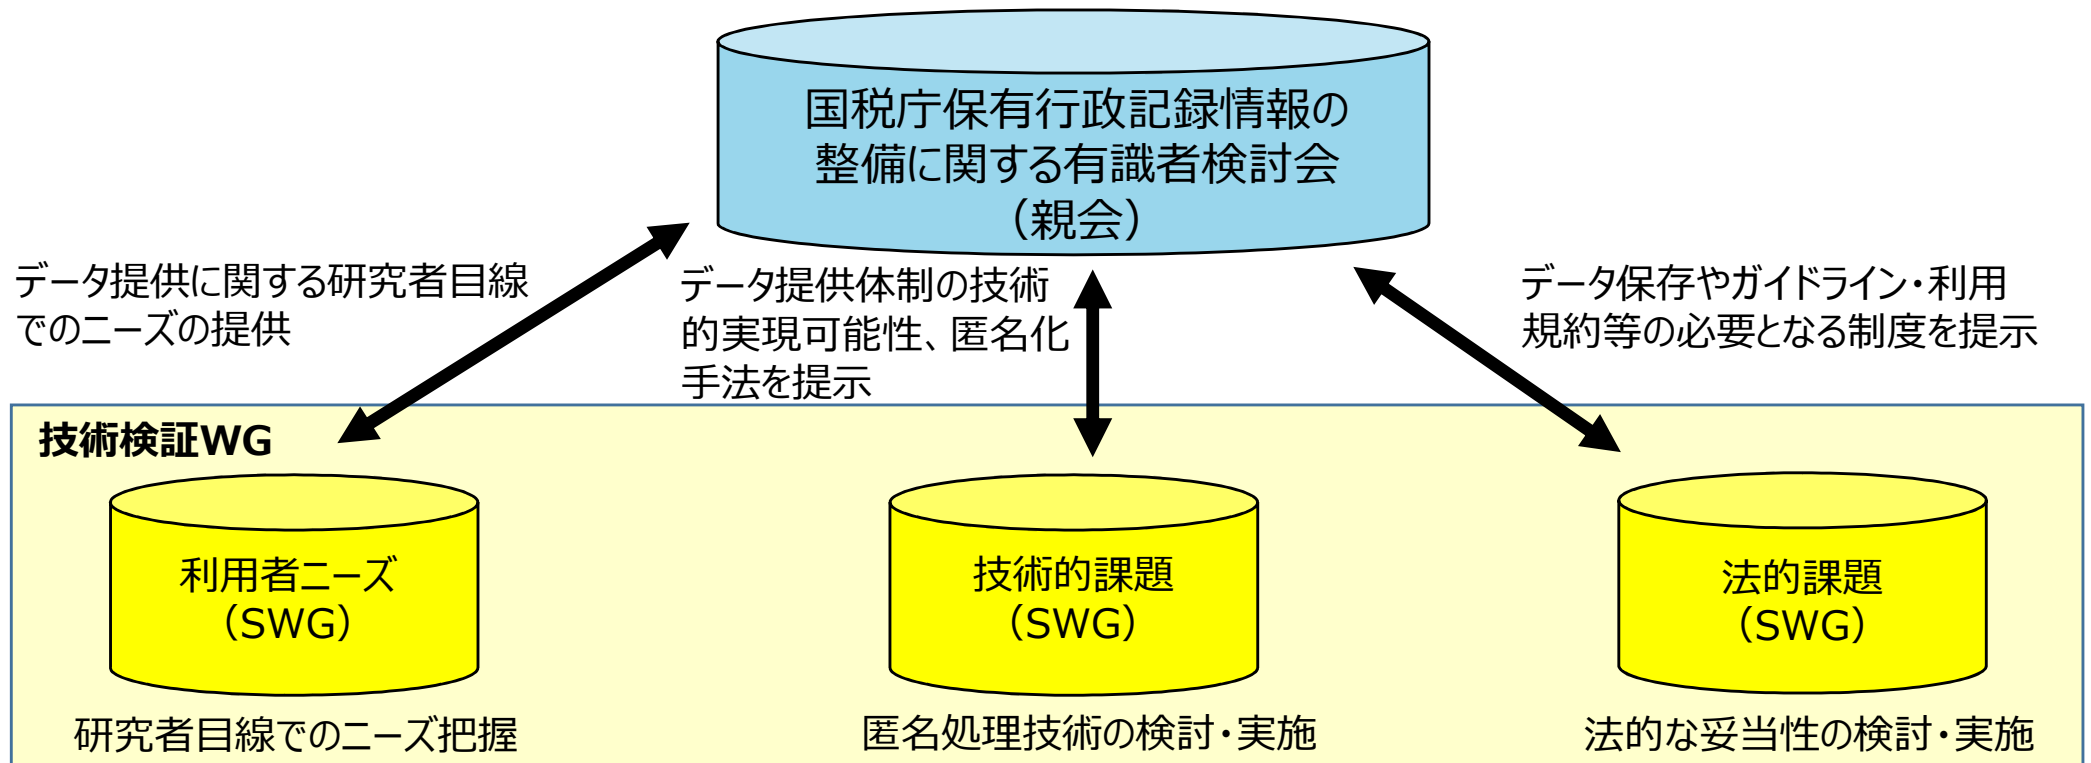 国税庁保有行政記録情報の
整備に関する有識者検討会
（親会）
データ提供に関する研究者目線
でのニーズの提供
データ提供体制の技術
的実現可能性、匿名化
手法を提示
データ保存やガイドライン・利用
規約等の必要となる制度を提示
技術検証WG
利用者ニーズ
（SWG）
技術的課題
（SWG）
法的課題
（SWG）
研究者目線でのニーズ把握
匿名処理技術の検討・実施
法的な妥当性の検討・実施